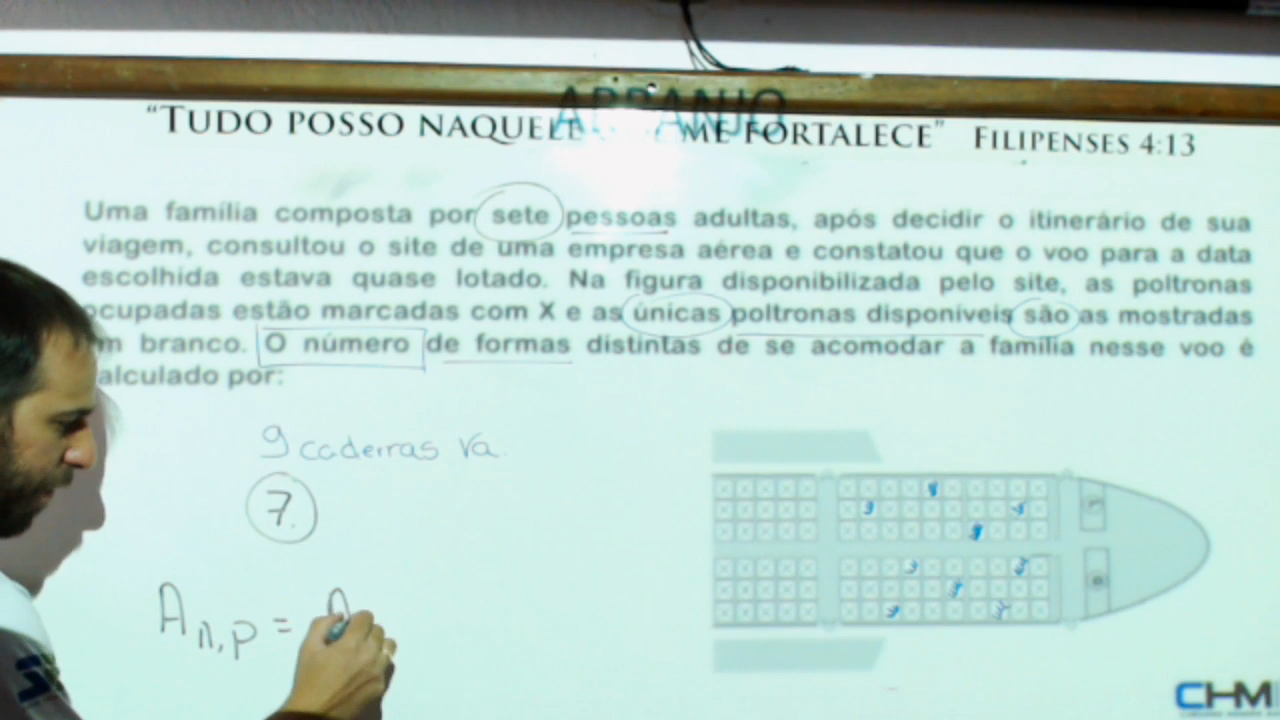 ARRANJO
“TUDO POSSO NAQUELE ME FORTALECE” FILIPENSES 4:13
Uma família composta por sete pessoas adultas, após decidir o itinerário de sua
viagem, consultou o site de uma empresa aérea e constatou que o voo para a data
escolhida estava quase lotado. Na figura disponibilizada pelo site, as poltronas
ocupadas estão marcadas com X e as únicas poltronas disponíveis são as mostradas
m branco. O número de formas distintas de se acomodar a família nesse voo é
alculado por:
9 cadeiras va
7.
A n,p =
CHM